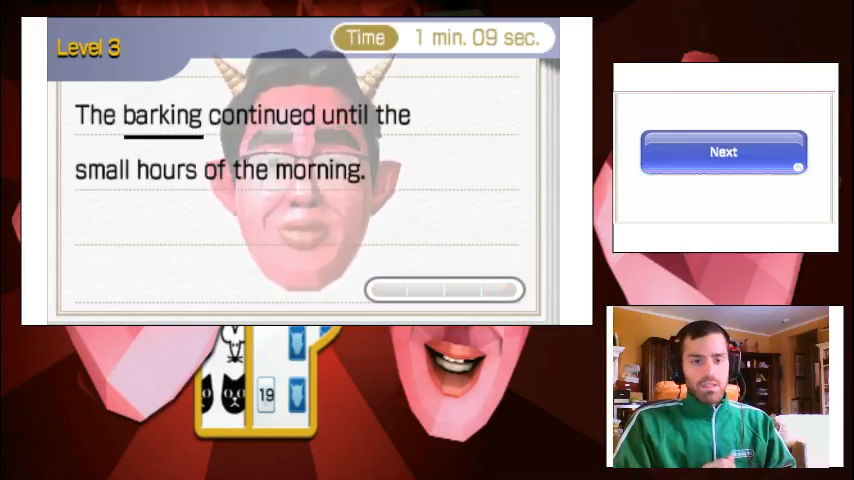 Level 3
Time 1 min. 09 sec.
The barking continued until the
small hours of the morning.
Next
19